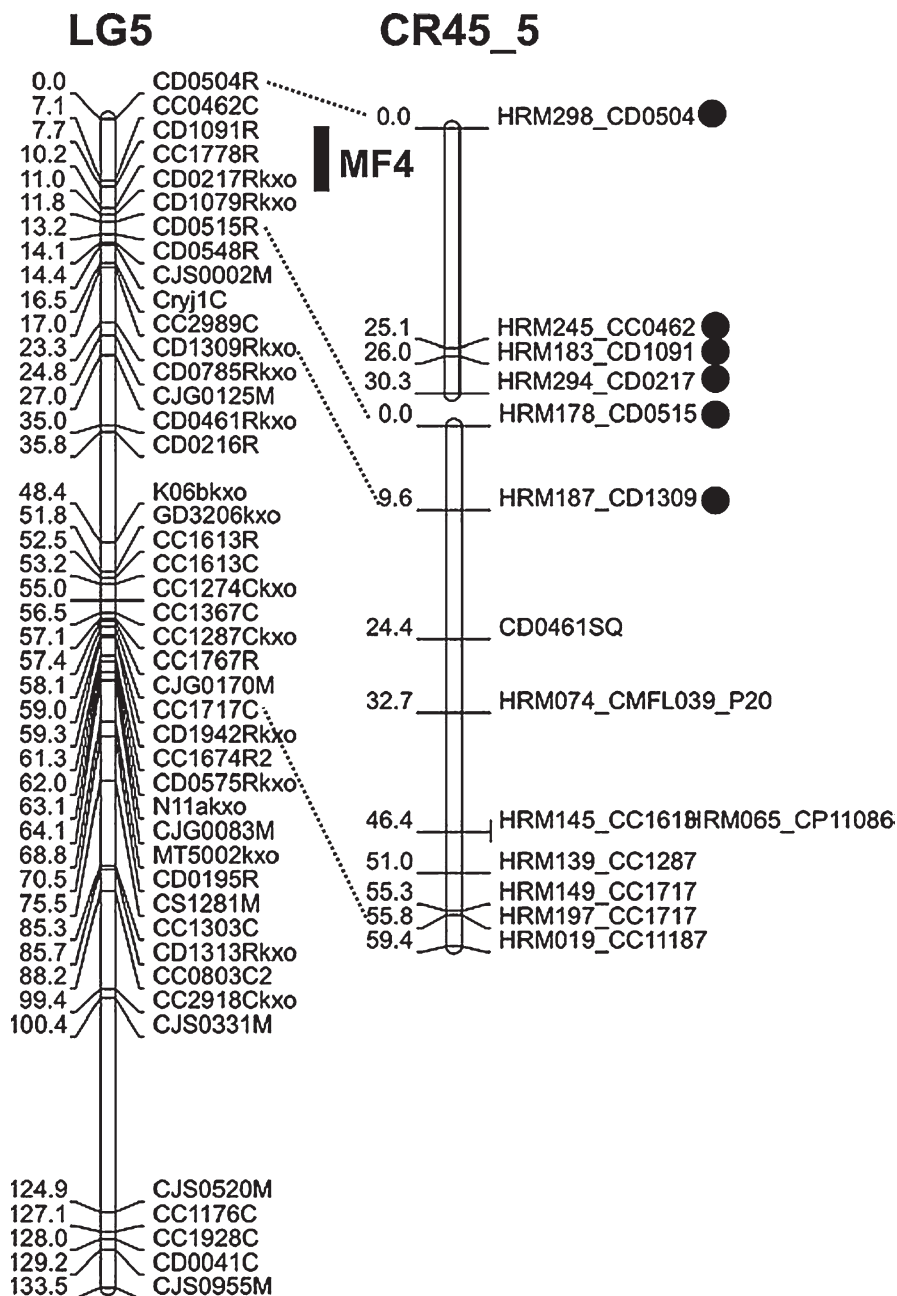 LG5
CR45_5
0.0 CD0504R
7.1 CC0462C
7.7 CD1091R
10.2 CC1778R
11.0 CD0217Rkxo
11.8 CD1079Rkxo
13.2 CD0515R
14.1 CD0548R
14.4 CJS0002M
16.5 Cryj1C
17.0 CC2989C
23.3 CD1309Rkxo
24.8 CD0785Rkxo
27.0 CJG0125M
35.0 CD0461Rkxo
35.8 CD0216R
48.4 K06bkxo
51.8 GD3206kxo
52.5 CC1613R
53.2 CC1613C
55.0 CC1274Ckxo
56.5 CC1367C
57.1 CC1287Ckxo
57.4 CC1767R
58.1 CJG0170M
59.0 CC1717C
59.3 CD1942Rkxo
61.3 CC1674R2
62.0 CD0575Rkxo
63.1 N11akxo
64.1 CJG0083M
68.8 MT5002kxo
70.5 CD0195R
75.5 CS1281M
85.3 CC1303C
85.7 CD1313Rkxo
88.2 CC0803C2
99.4 CC2918Ckxo
100.4 CJS0331M
124.9 CJS0520M
127.1 CC1176C
128.0 CC1928C
129.2 CD0041C
133.5 CJS0955M
0.0 HRM298_CD0504
MF4
25.1 HRM245_CC0462
26.0 HRM183_CD1091
30.3 HRM294_CD0217
0.0 HRM178_CD0515
9.6 HRM187_CD1309
24.4 CD0461SQ
32.7 HRM074_CMFL039_P20
46.4 HRM065_CP11086
51.0 HRM139_CC1287
55.3 HRM149_CC1717
55.8 HRM197_CC1717
59.4 HRM019_CC11187